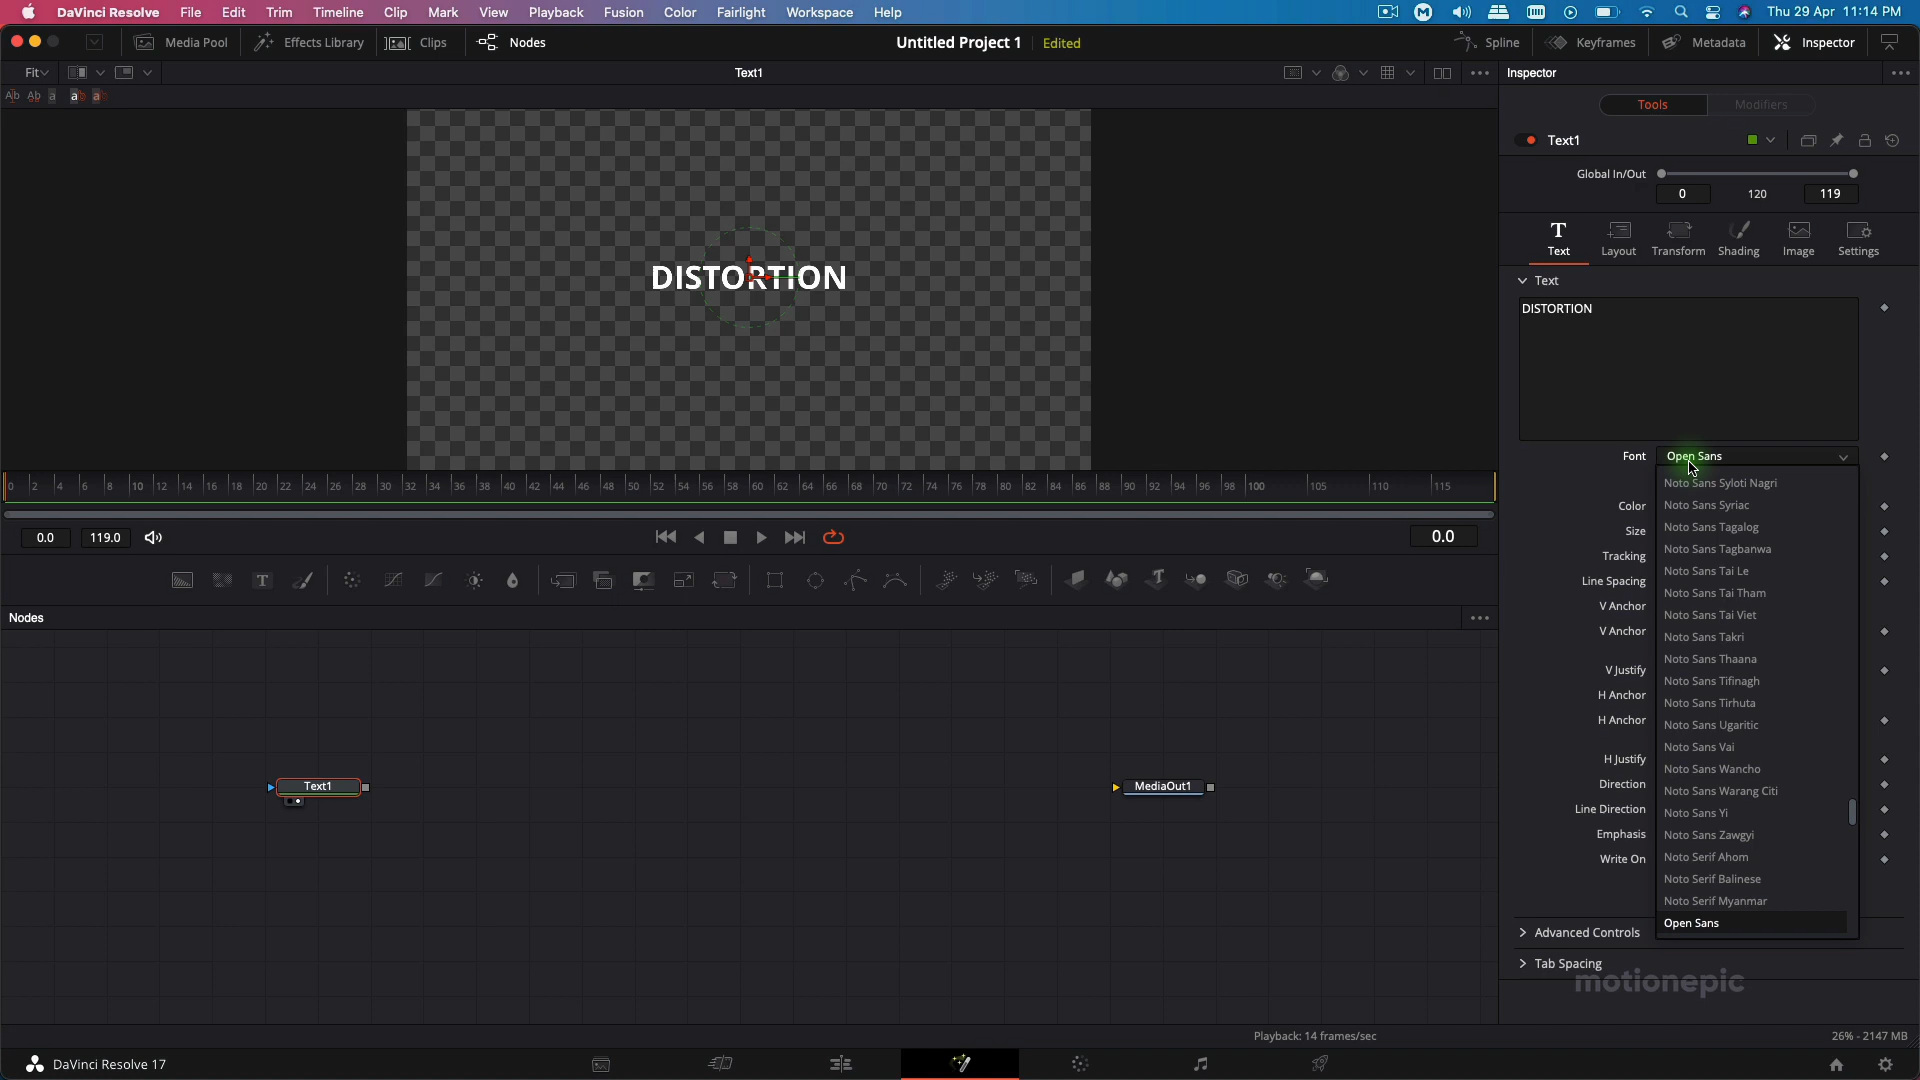 DaVinci Resolve File Edit Trim Timeline Clip Mark View Playback Fusion Color Fairlight Workspace Help Thu 29 Apr 11:14 PM
Media Pool Effects Library Clips Nodes Untitled Project 1 Edited Spline Keyframes Metadata Inspector
Fit Text1 Inspector
Tools Modifiers
Text1
Global In/Out
0 120 119
Text Layout Transform Shading Image Settings
Text
DISTORTION
DISTORTION
Font Open Sans
Noto Sans Syloti Nagri
Color Noto Sans Syriac
Size Noto Sans Tagalog
Tracking Noto Sans Tagbanwa
Line Spacing Noto Sans Tai Le
V Anchor Noto Sans Tai Tham
V Anchor Noto Sans Tai Viet
Noto Sans Takri
V Justify Noto Sans Thaana
H Anchor Noto Sans Tifinagh
H Anchor Noto Sans Tirhuta
Noto Sans Ugaritic
H Justify Noto Sans Vai
Direction Noto Sans Wancho
Line Direction Noto Sans Warang Citi
Noto Sans Yi
Emphasis Noto Sans Zawgyi
Write On Noto Serif Ahom
Noto Serif Balinese
Noto Serif Myanmar
Open Sans
Advanced Controls
Tab Spacing
motionepic
0 2 4 6 8 10 12 14 16 18 20 22 24 26 28 30 32 34 36 38 40 42 44 46 48 50 52 54 56 58 60 62 64 66 68 70 72 74 76 78 80 82 84 86 88 90 92 94 96 98 100 105 110 115
0.0 119.0 0.0
Nodes
Text1 MediaOut1
Playback: 14 frames/sec 26% - 2147 MB
DaVinci Resolve 17